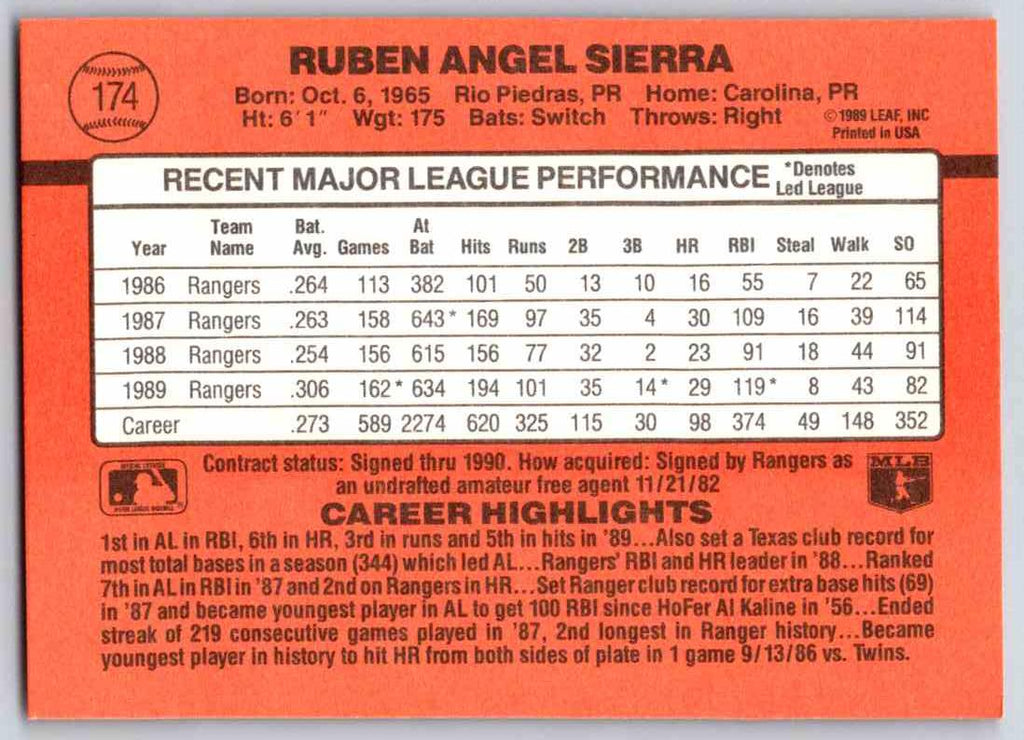 174
RUBEN ANGEL SIERRA
Born: Oct. 6, 1965 Rio Piedras, PR Home: Carolina, PR
Ht: 6' 1" Wgt: 175 Bats: Switch Throws: Right
©1989 LEAF, INC
Printed in USA
RECENT MAJOR LEAGUE PERFORMANCE *Denotes Led League
Year Team Name Bat. Avg. Games At Bat Hits Runs 2B 3B HR RBI Steal Walk SO
1986 Rangers .264 113 382 101 50 13 10 16 55 7 22 65
1987 Rangers .263 158 643* 169 97 35 4 30 109 16 39 114
1988 Rangers .254 156 615 156 77 32 2 23 91 18 44 91
1989 Rangers .306 162* 634 194 101 35 14* 29 119* 8 43 82
Career .273 589 2274 620 325 115 30 98 374 49 148 352
Contract status: Signed thru 1990. How acquired: Signed by Rangers as
an undrafted amateur free agent 11/21/82
MLB
CAREER HIGHLIGHTS
1st in AL in RBI, 6th in HR, 3rd in runs and 5th in hits in '89...Also set a Texas club record for
most total bases in a season (344) which led AL...Rangers' RBI and HR leader in '88...Ranked
7th in AL in RBI in '87 and 2nd on Rangers in HR...Set Ranger club record for extra base hits (69)
in '87 and became youngest player in AL to get 100 RBI since HoFer Al Kaline in '56...Ended
streak of 219 consecutive games played in '87, 2nd longest in Ranger history...Became
youngest player in history to hit HR from both sides of plate in 1 game 9/13/86 vs. Twins.